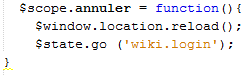 $scope.annuler = function(){
$window.location.reload();
$state.go ('wiki.login');
}